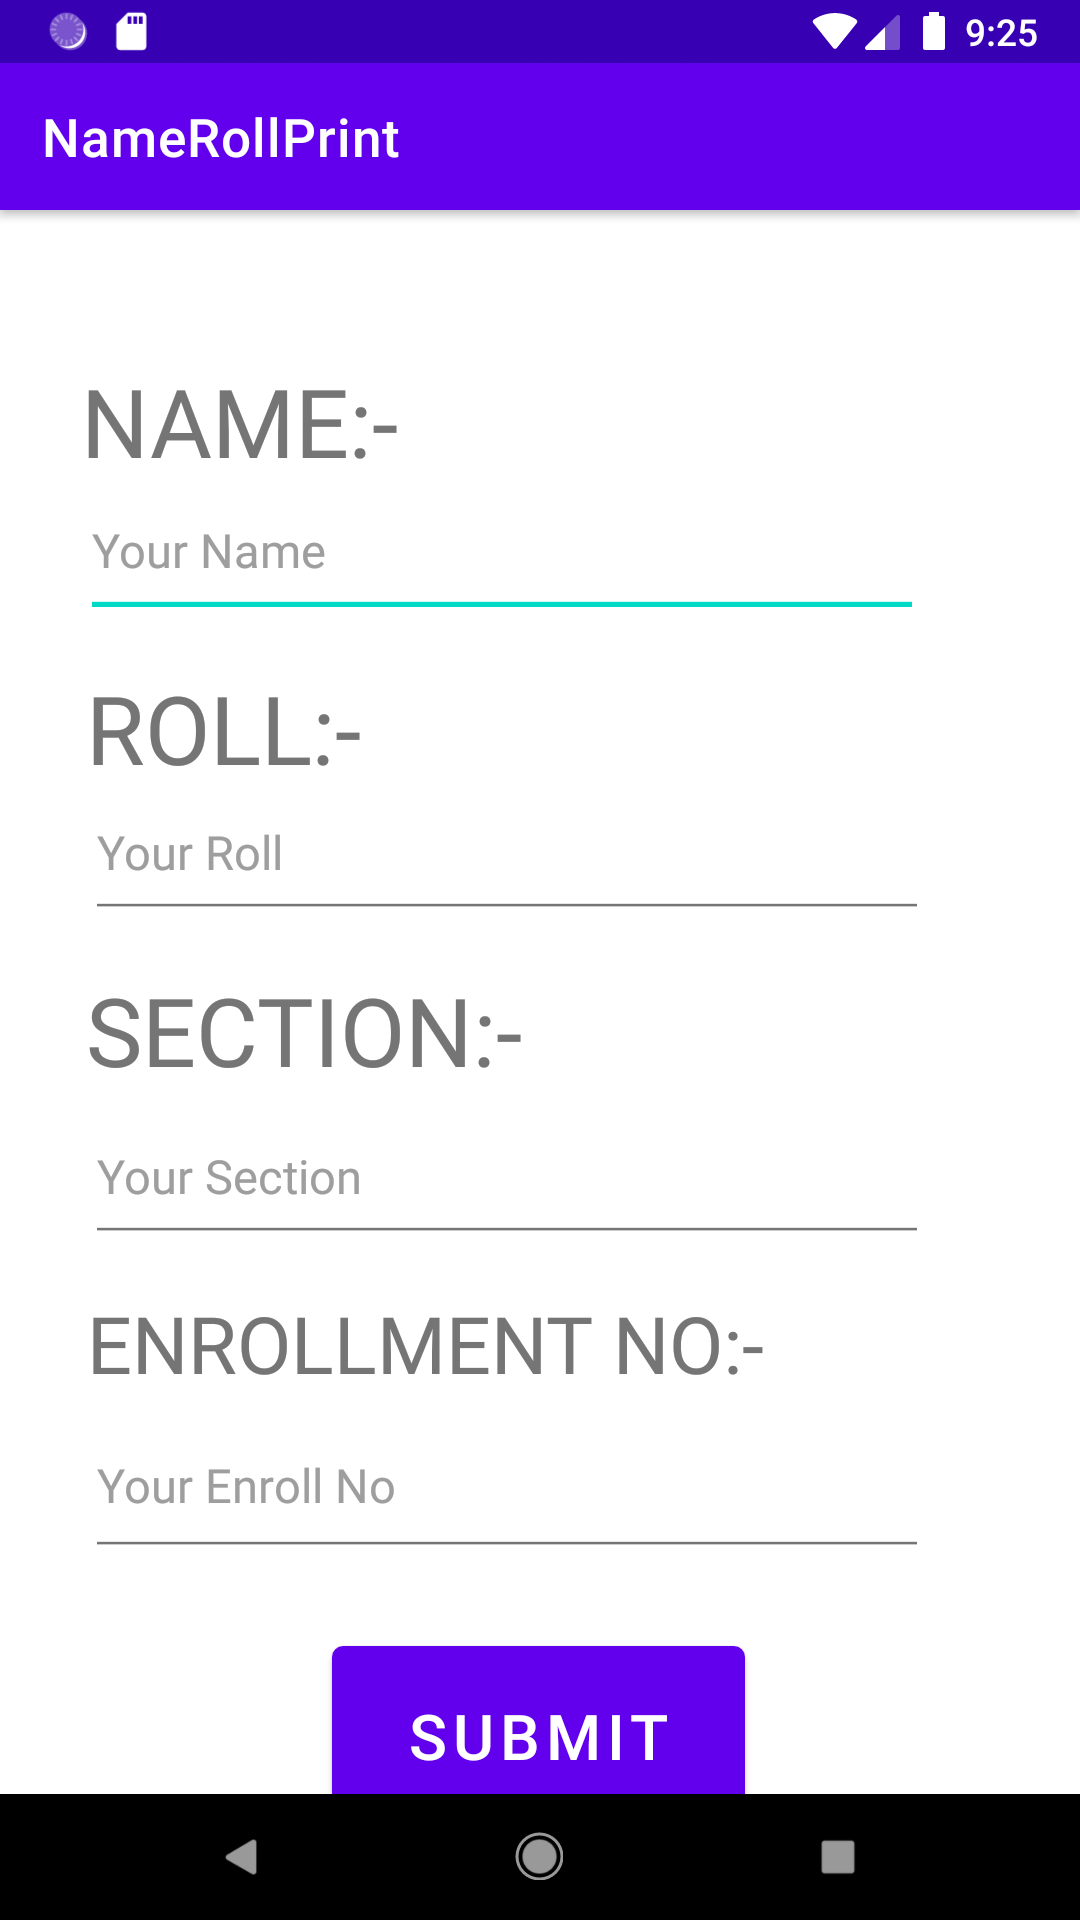 9:25
NameRollPrint
NAME:-
Your Name
ROLL:-
Your Roll
SECTION:-
Your Section
ENROLLMENT NO:-
Your Enroll No
SUBMIT